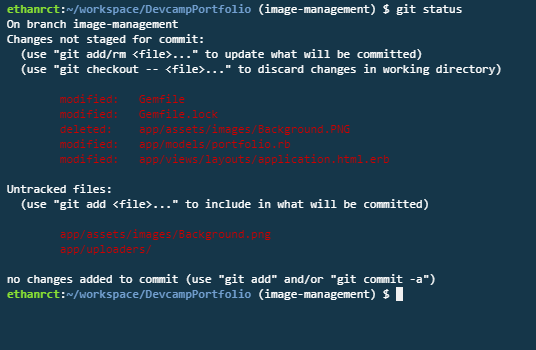 ethanrct:~/workspace/DevcampPortfolio (image-management) $ git status
On branch image-management
Changes not staged for commit:
  (use "git add/rm <file>..." to update what will be committed)
  (use "git checkout -- <file>..." to discard changes in working directory)

        modified:   Gemfile
        modified:   Gemfile.lock
        deleted:    app/assets/images/Background.PNG
        modified:   app/models/portfolio.rb
        modified:   app/views/layouts/application.html.erb

Untracked files:
  (use "git add <file>..." to include in what will be committed)

        app/assets/images/Background.png
        app/uploaders/

no changes added to commit (use "git add" and/or "git commit -a")
ethanrct:~/workspace/DevcampPortfolio (image-management) $